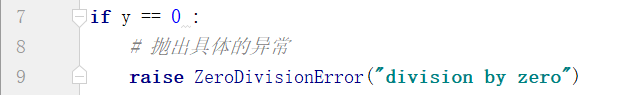 7 if y == 0 :
8 # 抛出具体的异常
9 raise ZeroDivisionError("division by zero")